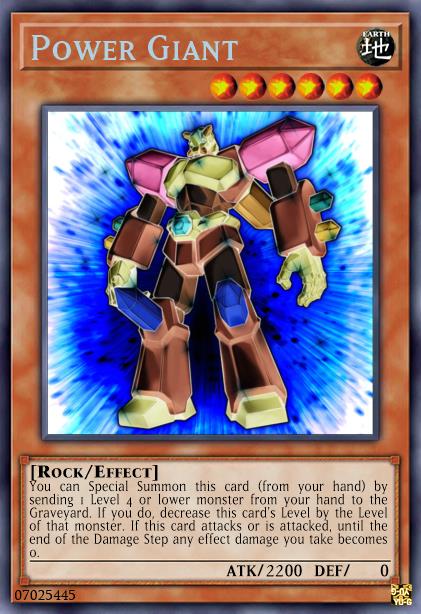 Power Giant
EARTH
地
[Rock/Effect]
You can Special Summon this card (from your hand) by
sending 1 Level 4 or lower monster from your hand to the
Graveyard. If you do, decrease this card's Level by the Level
of that monster. If this card attacks or is attacked, until the
end of the Damage Step any effect damage you take becomes
0.
ATK/2200 DEF/ 0
07025445